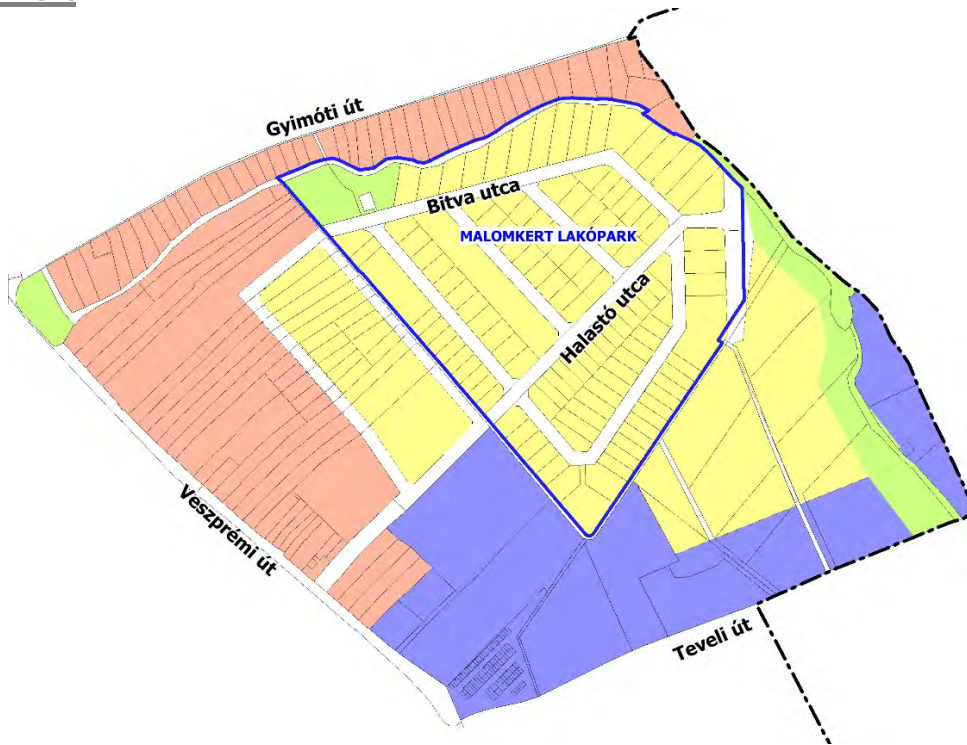 Gyimóti út
Bitva utca
MALOMKERT LAKÓPARK
Halastó utca
Veszprémi út
Teveli út